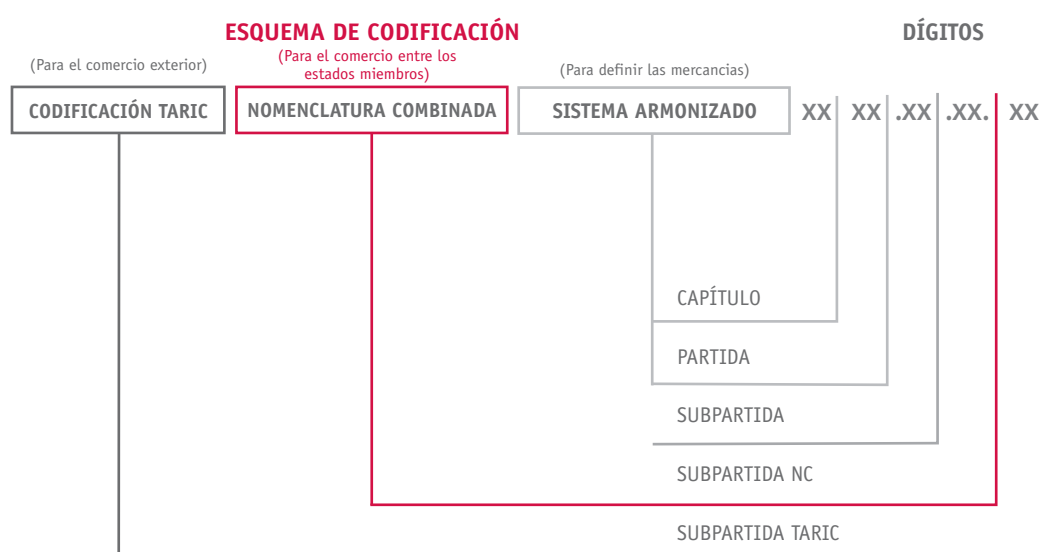 ESQUEMA DE CODIFICACIÓN
DÍGITOS
(Para el comercio exterior)
(Para el comercio entre los
estados miembros)
(Para definir las mercancias)
CODIFICACIÓN TARIC
NOMENCLATURA COMBINADA
SISTEMA ARMONIZADO
XX XX .XX .XX. XX
CAPÍTULO
PARTIDA
SUBPARTIDA
SUBPARTIDA NC
SUBPARTIDA TARIC